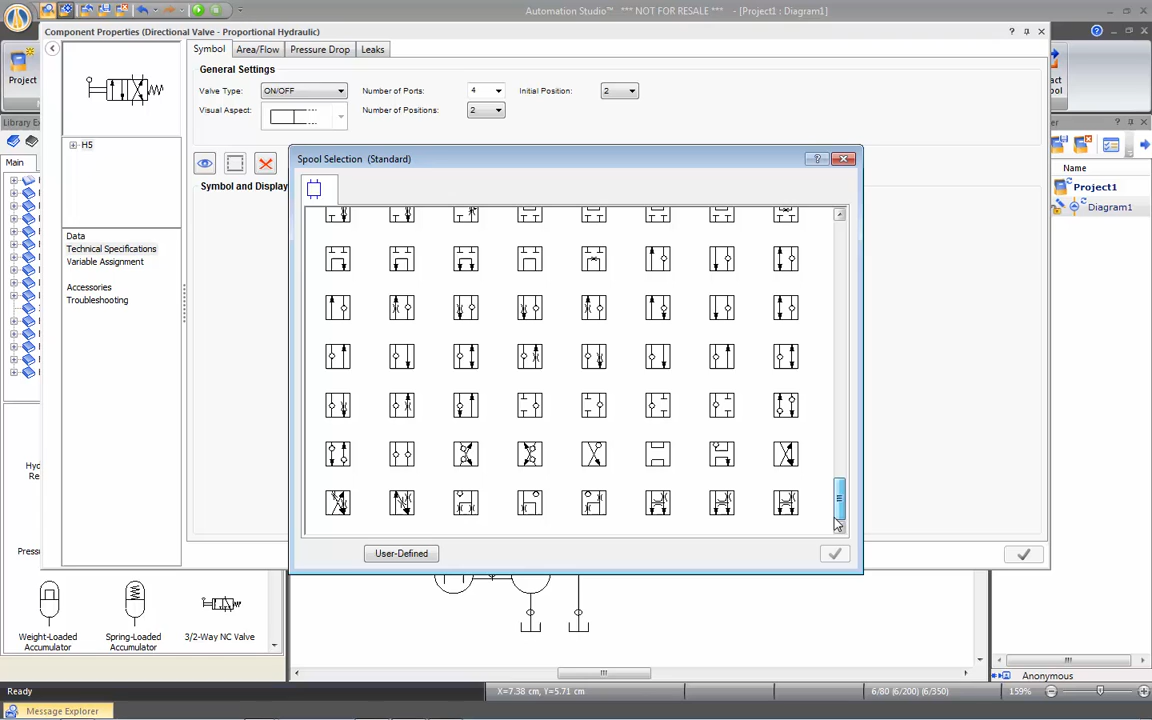 Automation Studio™ *** NOT FOR RESALE *** - [Project1 : Diagram1]
Component Properties (Directional Valve - Proportional Hydraulic)
Symbol Area/Flow Pressure Drop Leaks
General Settings
Valve Type: ON/OFF Number of Ports: 4 Initial Position: 2
Visual Aspect: Number of Positions: 2
Project
Library
Main
H5
Symbol and Display
Data
Technical Specifications
Variable Assignment
Accessories
Troubleshooting
Spool Selection (Standard)
User-Defined
Name
Project1
Diagram1
Weight-Loaded
Accumulator
Spring-Loaded
Accumulator
3/2-Way NC Valve
Anonymous
Ready
X=7.38 cm, Y=5.71 cm
6/80 (6/200) (6/350)
159%
Message Explorer